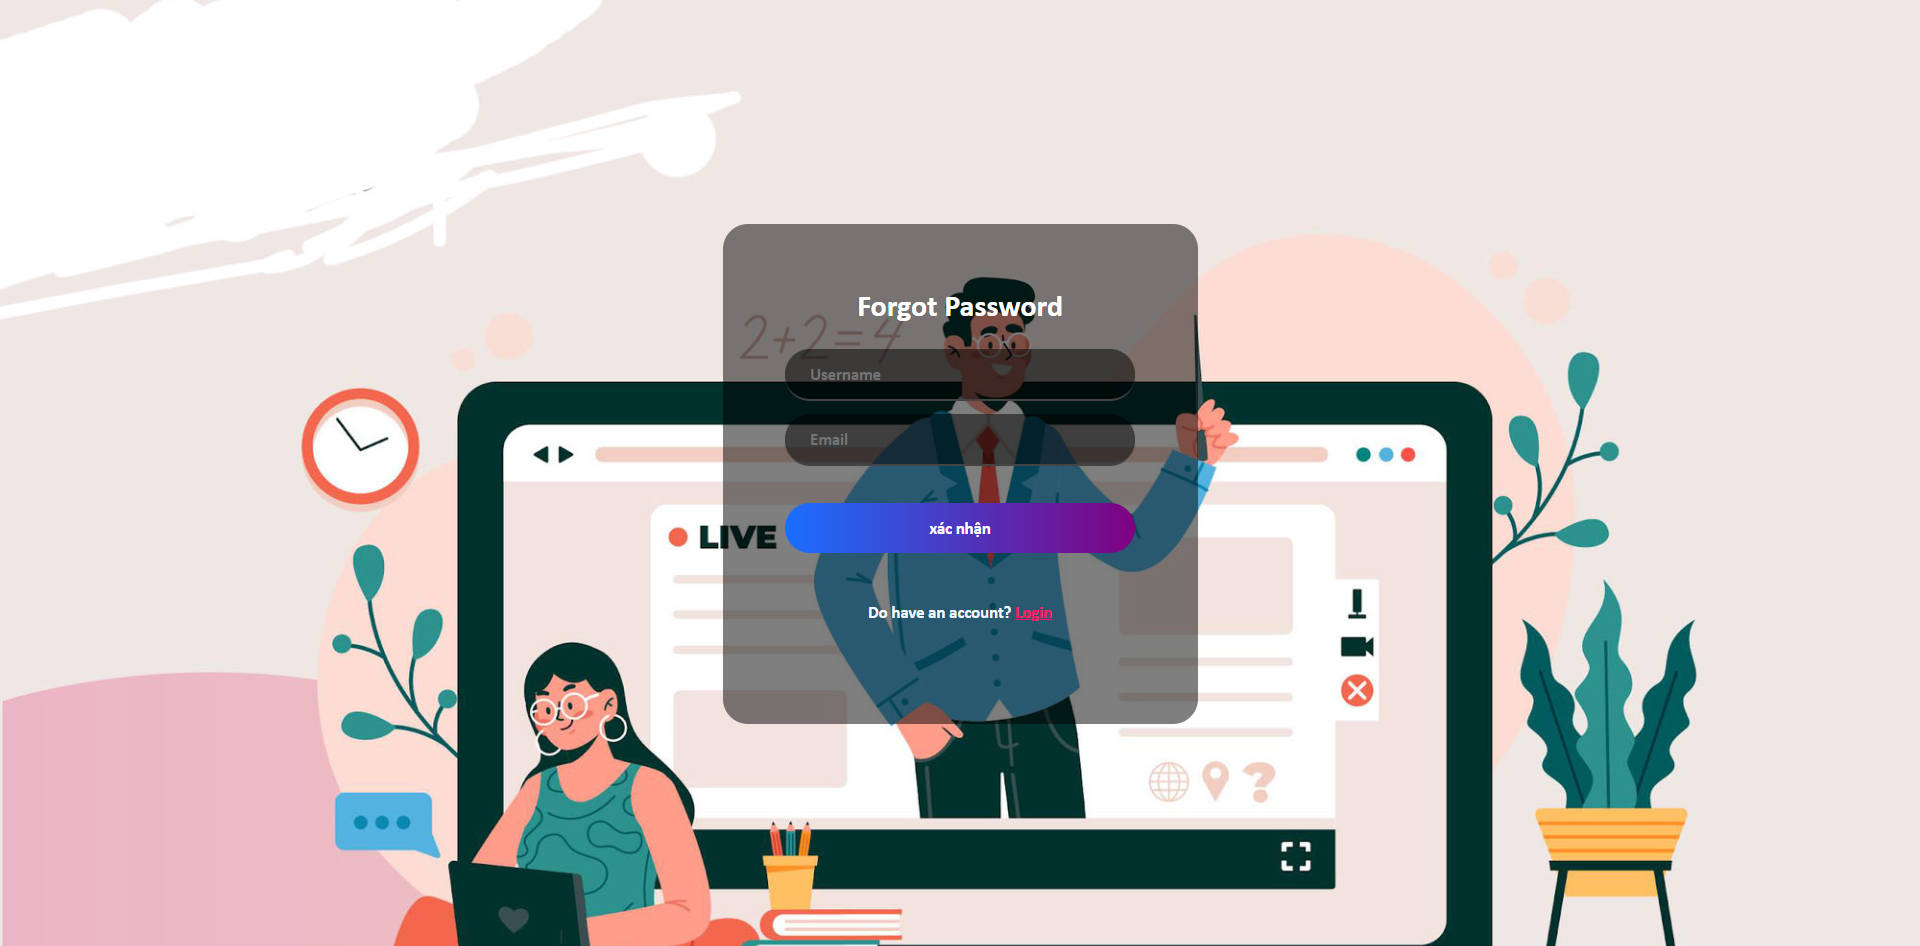 Forgot Password
2+2=4
Username
Email
xác nhận
LIVE
Do have an account? Login